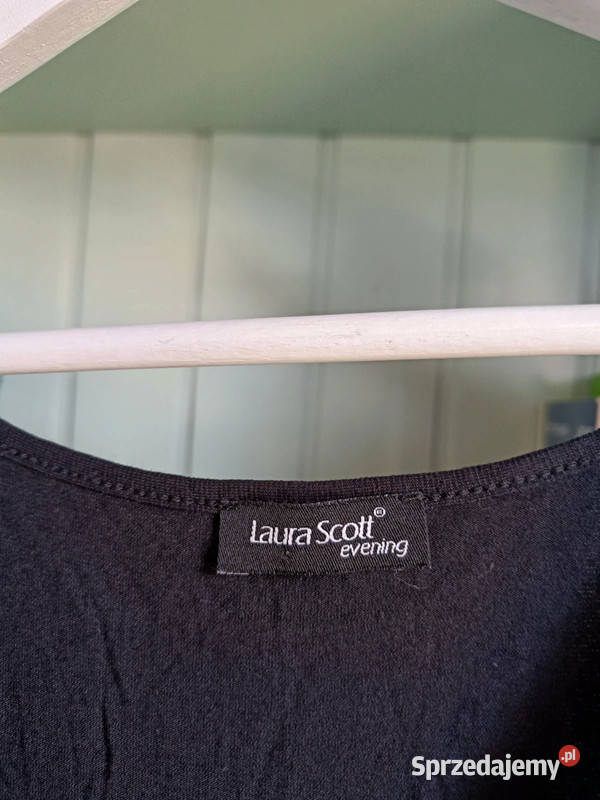 Laura Scott®
evening
Sprzedajemy.pl